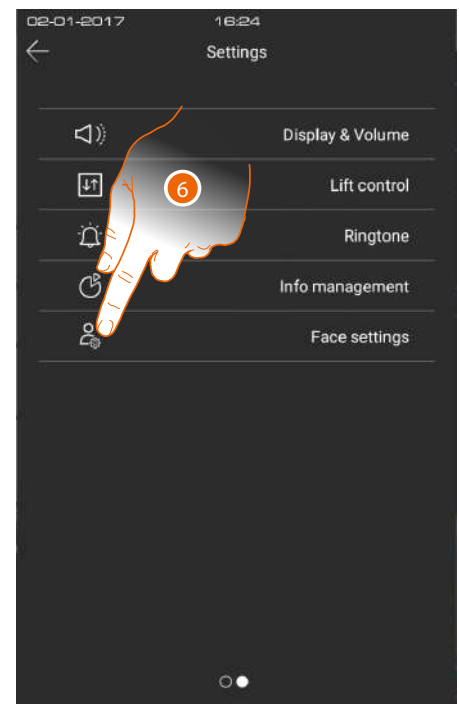 02-01-2017 16:24
Settings
Display & Volume
Lift control
6
Ringtone
Info management
Face settings